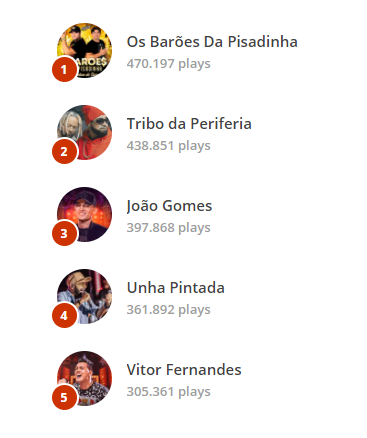 BAROES
1
Os Barões Da Pisadinha
470.197 plays
2
Tribo da Periferia
438.851 plays
3
João Gomes
397.868 plays
4
Unha Pintada
361.892 plays
5
Vitor Fernandes
305.361 plays